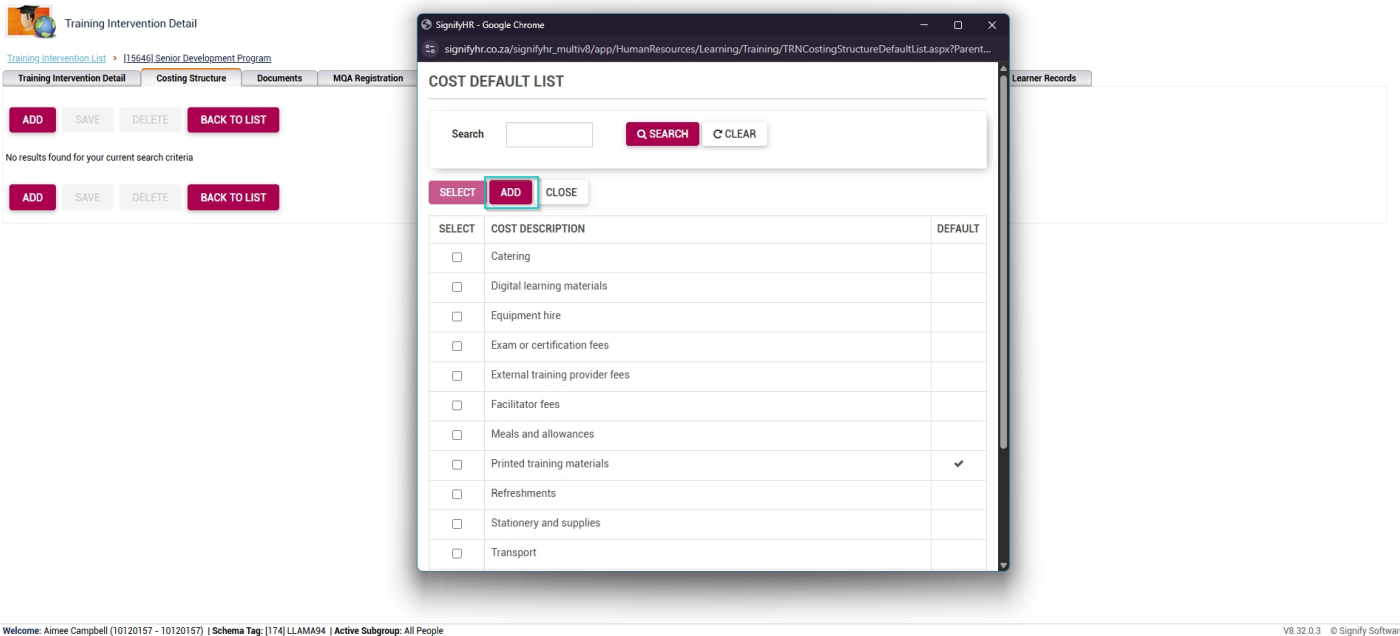 Training Intervention Detail
Training Intervention List > [15646] Senior Development Program
Training Intervention Detail Costing Structure Documents MQA Registration Learner Records
ADD SAVE DELETE BACK TO LIST
No results found for your current search criteria
ADD SAVE DELETE BACK TO LIST
SignifyHR - Google Chrome
signifyhr.co.za/signifyhr_multiv8/app/HumanResources/Learning/Training/TRNCostingStructureDefaultList.aspx?Parent...
COST DEFAULT LIST
Search SEARCH CLEAR
SELECT ADD CLOSE
SELECT COST DESCRIPTION DEFAULT
Catering
Digital learning materials
Equipment hire
Exam or certification fees
External training provider fees
Facilitator fees
Meals and allowances
Printed training materials
Refreshments
Stationery and supplies
Transport
Welcome: Aimee Campbell (10120157 - 10120157) | Schema Tag: [174] LLAMA94 | Active Subgroup: All People
V8.32.0.3 © Signify Softwar